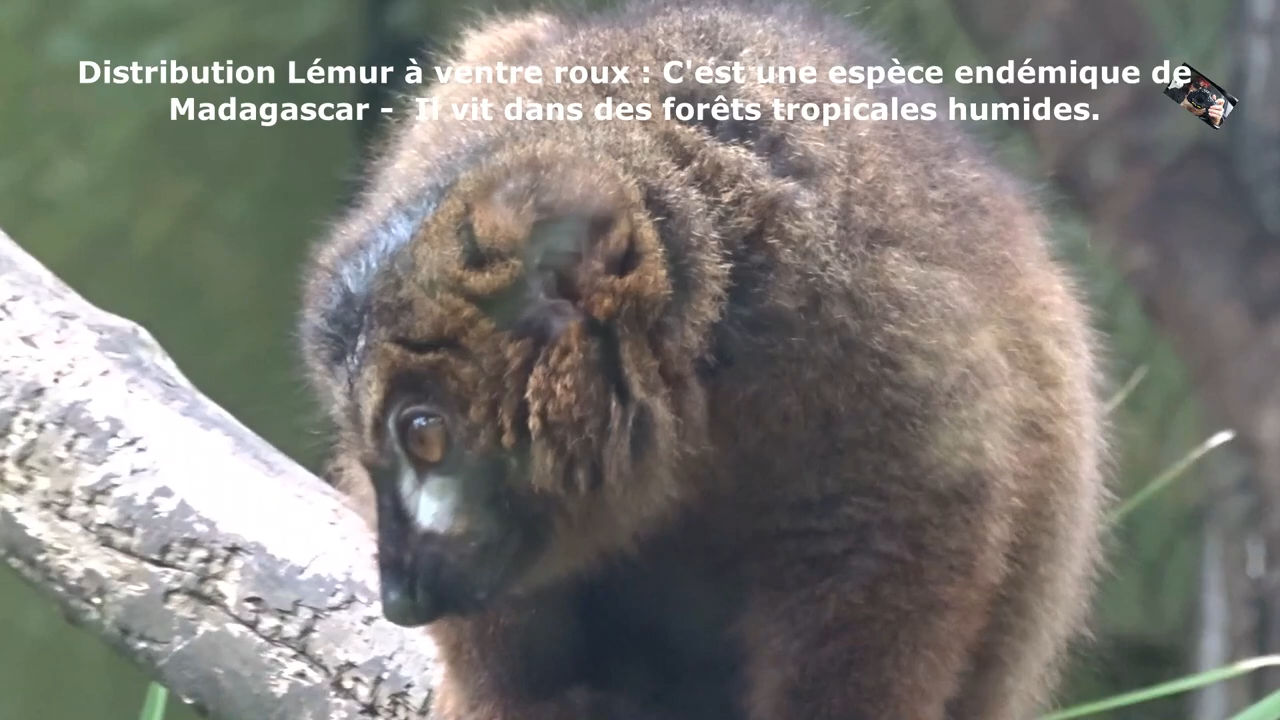 Distribution Lémur à ventre roux : C'est une espèce endémique de
Madagascar -  Il vit dans des forêts tropicales humides.